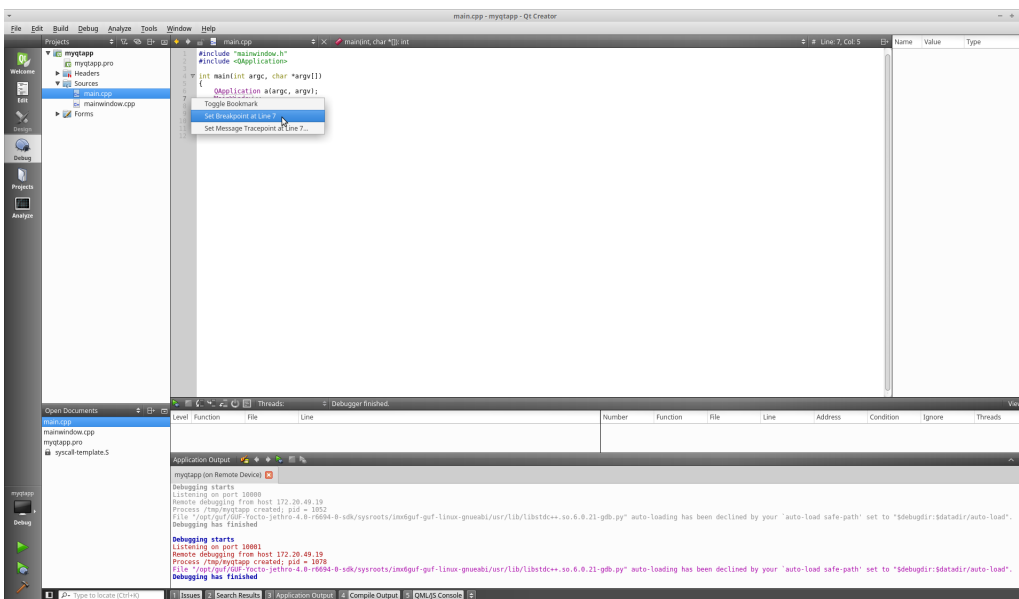 main.cpp - myqtapp - Qt Creator
File Edit Build Debug Analyze Tools Window Help
Projects main.cpp main(int, char *[]): int # Line: 7, Col: 5 Name Value Type
Welcome
Edit
Design
Debug
Projects
Analyze
myqtapp
myqtapp.pro
Headers
Sources
main.cpp
mainwindow.cpp
Forms
#include "mainwindow.h"
#include <QApplication>
4 int main(int argc, char *argv[])
{
QApplication a(argc, argv);
7
Toggle Bookmark
Set Breakpoint at Line 7
Set Message Tracepoint at Line 7...
Threads: Debugger finished. View
Level Function File Line Number Function File Line Address Condition Ignore Threads
Open Documents
main.cpp
mainwindow.cpp
myqtapp.pro
syscall-template.S
Application Output
myqtapp (on Remote Device)
Debugging starts
Listening on port 10000
Remote debugging from host 172.20.49.19
Process /tmp/myqtapp created; pid = 1052
File "/opt/guf/GUF-Yocto-jethro-4.0-r6694-0-sdk/sysroots/imx6guf-guf-linux-gnueabi/usr/lib/libstdc++.so.6.0.21-gdb.py" auto-loading has been declined by your `auto-load safe-path' set to "$debugdir:$datadir/auto-load".
Debugging has finished
Debugging starts
Listening on port 10001
Remote debugging from host 172.20.49.19
Process /tmp/myqtapp created; pid = 1078
File "/opt/guf/GUF-Yocto-jethro-4.0-r6694-0-sdk/sysroots/imx6guf-guf-linux-gnueabi/usr/lib/libstdc++.so.6.0.21-gdb.py" auto-loading has been declined by your `auto-load safe-path' set to "$debugdir:$datadir/auto-load".
Debugging has finished
myqtapp
Debug
Type to locate (Ctrl+K) 1 Issues 2 Search Results 3 Application Output 4 Compile Output 5 QML/JS Console